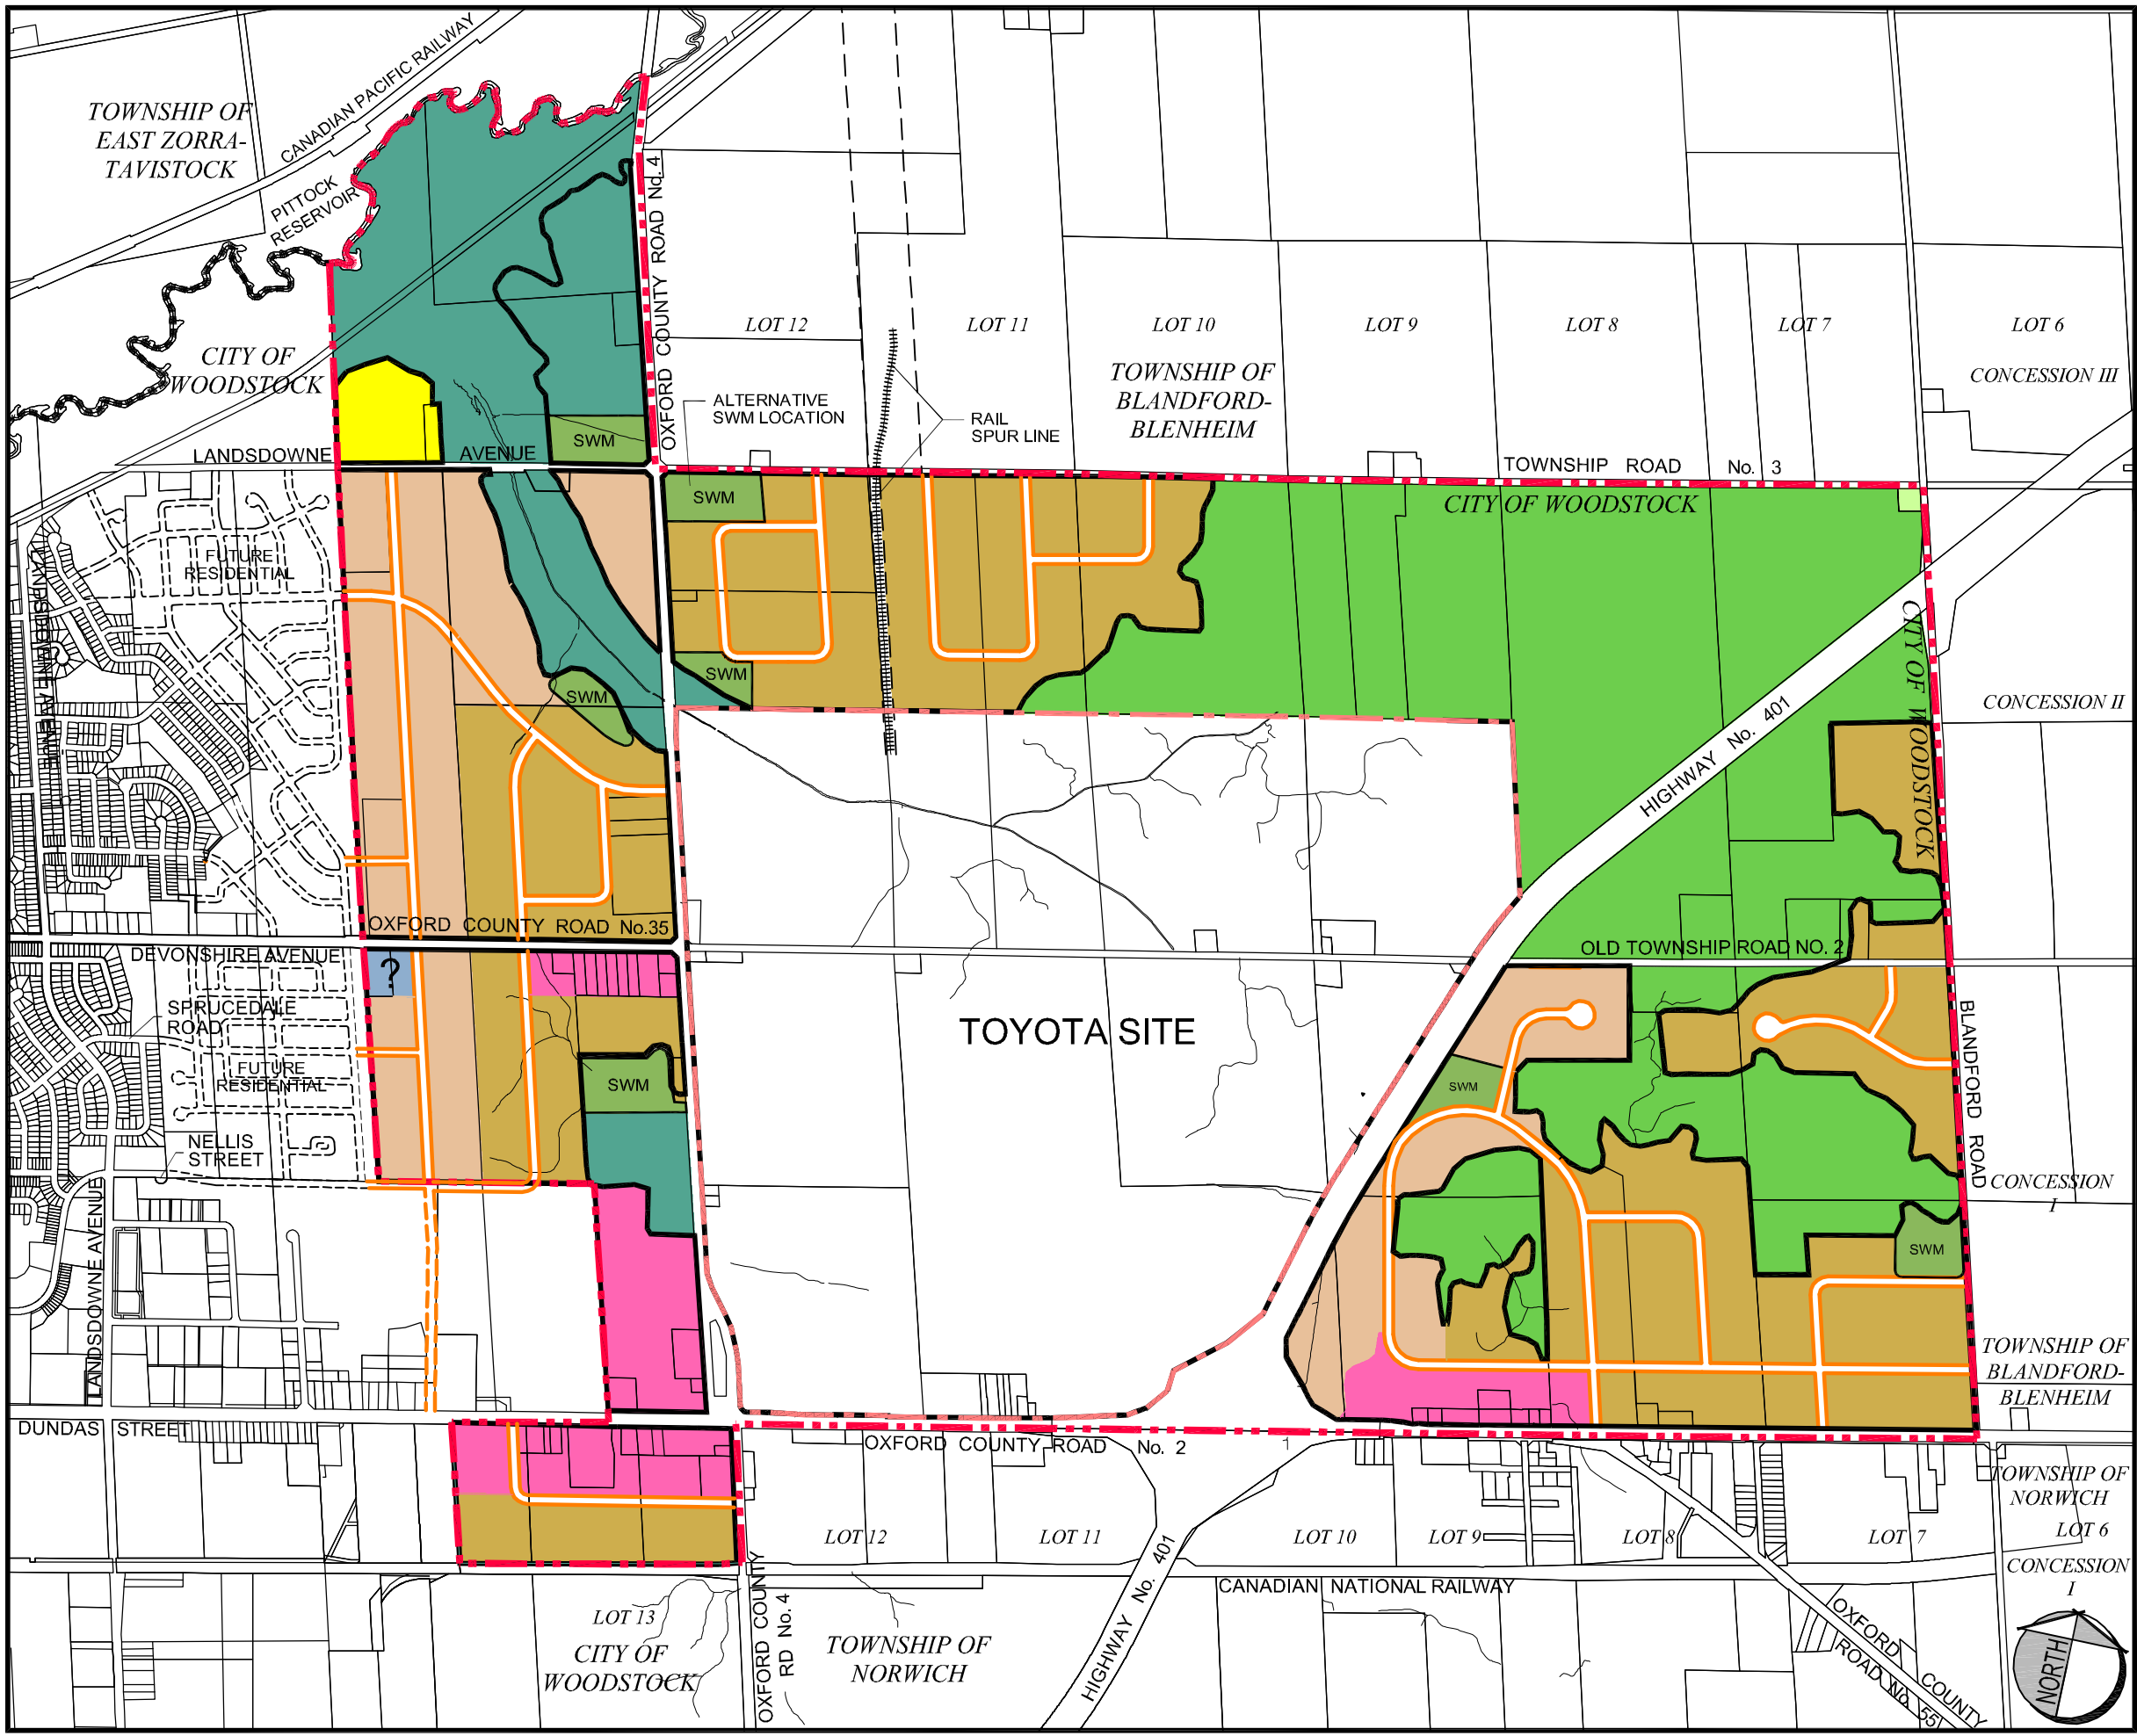 TOWNSHIP OF
EAST ZORRA-
TAVISTOCK
CANADIAN PACIFIC RAILWAY
PITTOCK
RESERVOIR
CITY OF
WOODSTOCK
OXFORD COUNTY ROAD No. 4
LOT 12
LOT 11
LOT 10
LOT 9
LOT 8
LOT 7
LOT 6
CONCESSION III
TOWNSHIP OF
BLANDFORD-
BLENHEIM
ALTERNATIVE
SWM LOCATION
RAIL
SPUR LINE
LANDSDOWNE
AVENUE
SWM
TOWNSHIP ROAD No. 3
SWM
CITY OF WOODSTOCK
FUTURE
RESIDENTIAL
LANDSDOWNE AVENUE
SWM
SWM
CITY OF WOODSTOCK
CONCESSION II
HIGHWAY No. 401
OXFORD COUNTY ROAD No.35
DEVONSHIRE AVENUE
OLD TOWNSHIP ROAD NO. 2
?
SPRUCEDALE
ROAD
TOYOTA SITE
BLANDFORD ROAD
FUTURE
RESIDENTIAL
SWM
SWM
NELLIS
STREET
CONCESSION
I
LANDSDOWNE AVENUE
SWM
TOWNSHIP OF
BLANDFORD-
BLENHEIM
DUNDAS STREET
OXFORD COUNTY ROAD No. 2
1
TOWNSHIP OF
NORWICH
LOT 12
LOT 11
LOT 10
LOT 9
LOT 8
LOT 7
LOT 6
CONCESSION
I
HIGHWAY No. 401
CANADIAN NATIONAL RAILWAY
LOT 13
CITY OF
WOODSTOCK
OXFORD COUNTY
RD No. 4
TOWNSHIP OF
NORWICH
OXFORD COUNTY
ROAD No. 55
NORTH